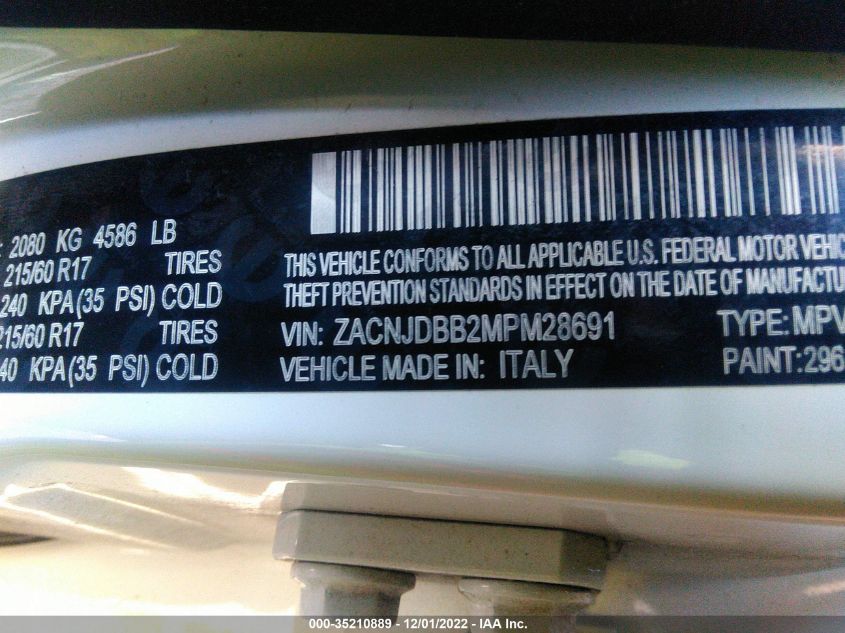 : 2080 KG 4586 LB
215/60 R17 TIRES
240 KPA(35 PSI) COLD
215/60 R17 TIRES
40 KPA(35 PSI) COLD
THIS VEHICLE CONFORMS TO ALL APPLICABLE U.S. FEDERAL MOTOR VEHIC
THEFT PREVENTION STANDARDS IN EFFECT ON THE DATE OF MANUFACTUR
VIN: ZACNJDBB2MPM28691 TYPE: MPV
VEHICLE MADE IN: ITALY PAINT:296
000-35210889 - 12/01/2022 - IAA Inc.